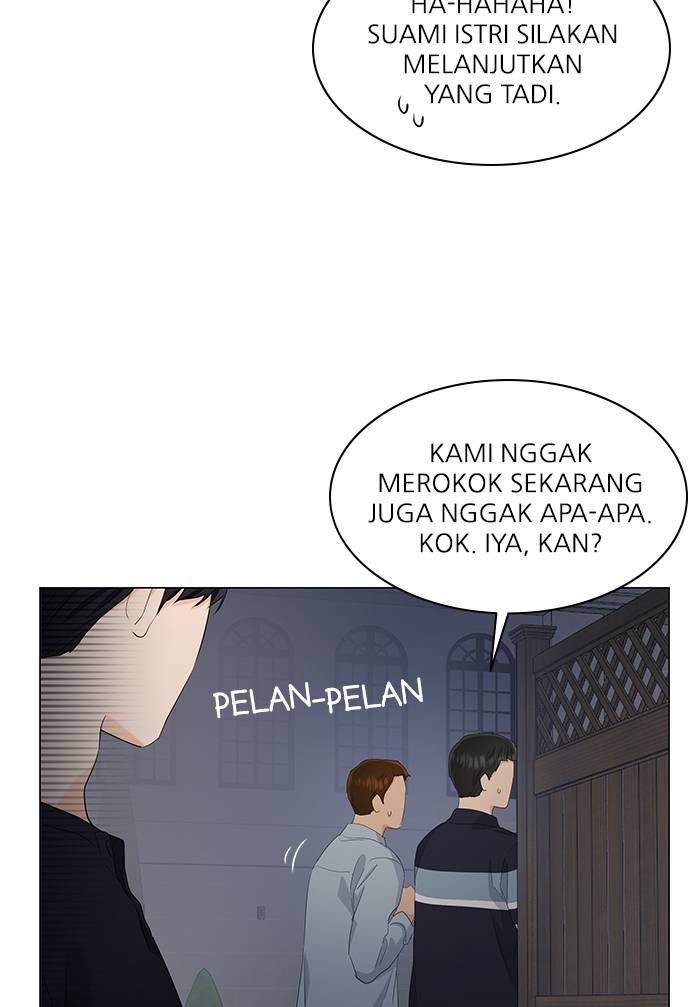 HA-HAHAHA!
SUAMI ISTRI SILAKAN
MELANJUTKAN
YANG TADI.
KAMI NGGAK
MEROKOK SEKARANG
JUGA NGGAK APA-APA.
KOK. IYA, KAN?
PELAN-PELAN